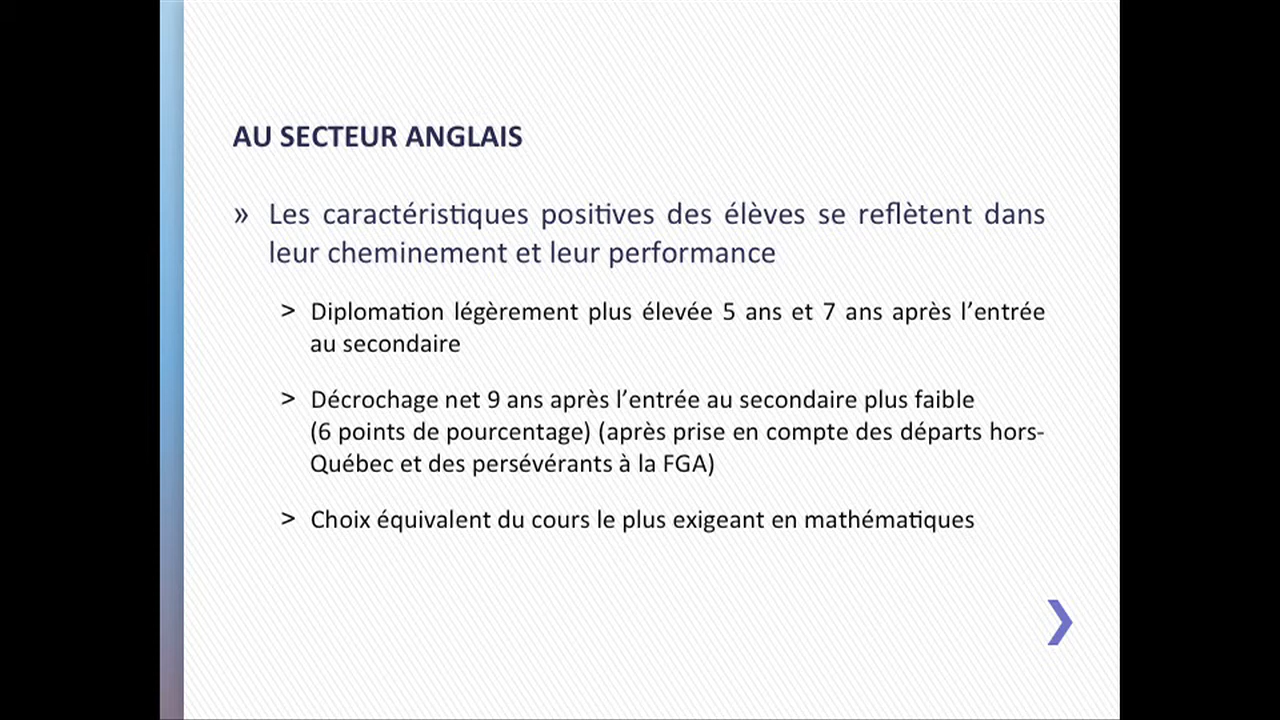 AU SECTEUR ANGLAIS
» Les caractéristiques positives des élèves se reflètent dans
leur cheminement et leur performance
> Diplomation légèrement plus élevée 5 ans et 7 ans après l’entrée
au secondaire
> Décrochage net 9 ans après l’entrée au secondaire plus faible
(6 points de pourcentage) (après prise en compte des départs hors-
Québec et des persévérants à la FGA)
> Choix équivalent du cours le plus exigeant en mathématiques